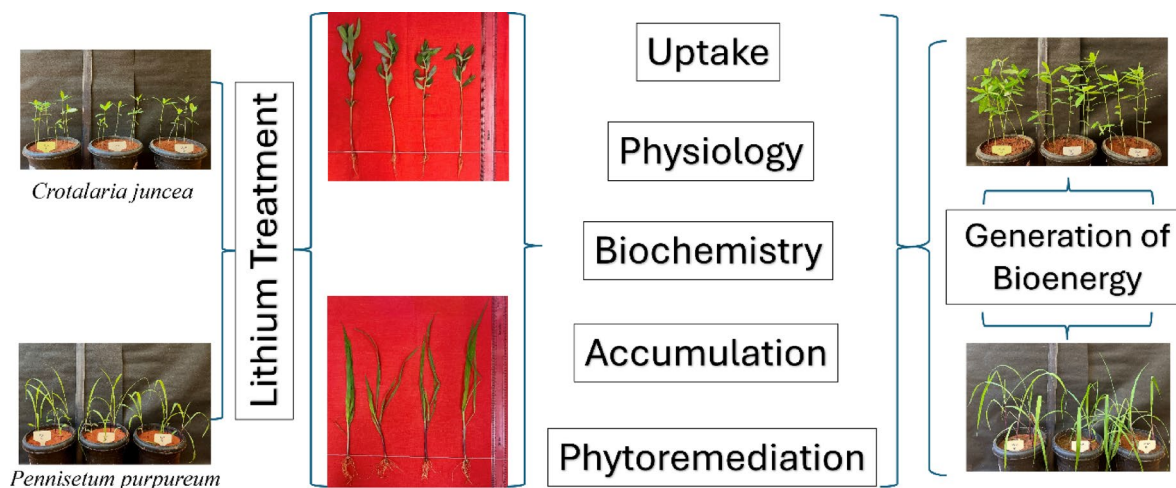 Crotalaria juncea
Pennisetum purpureum
Lithium Treatment
Uptake
Physiology
Biochemistry
Accumulation
Phytoremediation
Generation of
Bioenergy